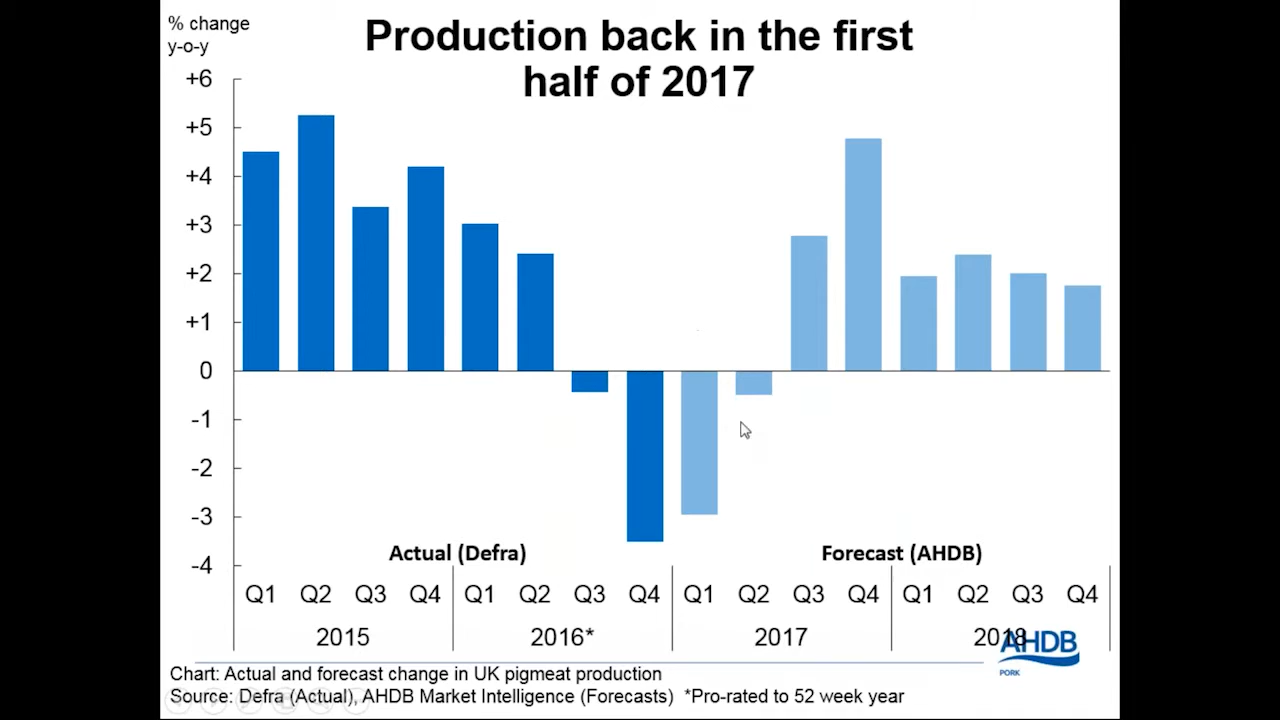 % change
y-o-y
Production back in the first
half of 2017
+6
+5
+4
+3
+2
+1
0
-1
-2
-3
-4
Actual (Defra)
Forecast (AHDB)
Q1 Q2 Q3 Q4 Q1 Q2 Q3 Q4 Q1 Q2 Q3 Q4 Q1 Q2 Q3 Q4
2015 2016* 2017 2018
AHDB
PORK
Chart: Actual and forecast change in UK pigmeat production
Source: Defra (Actual), AHDB Market Intelligence (Forecasts) *Pro-rated to 52 week year